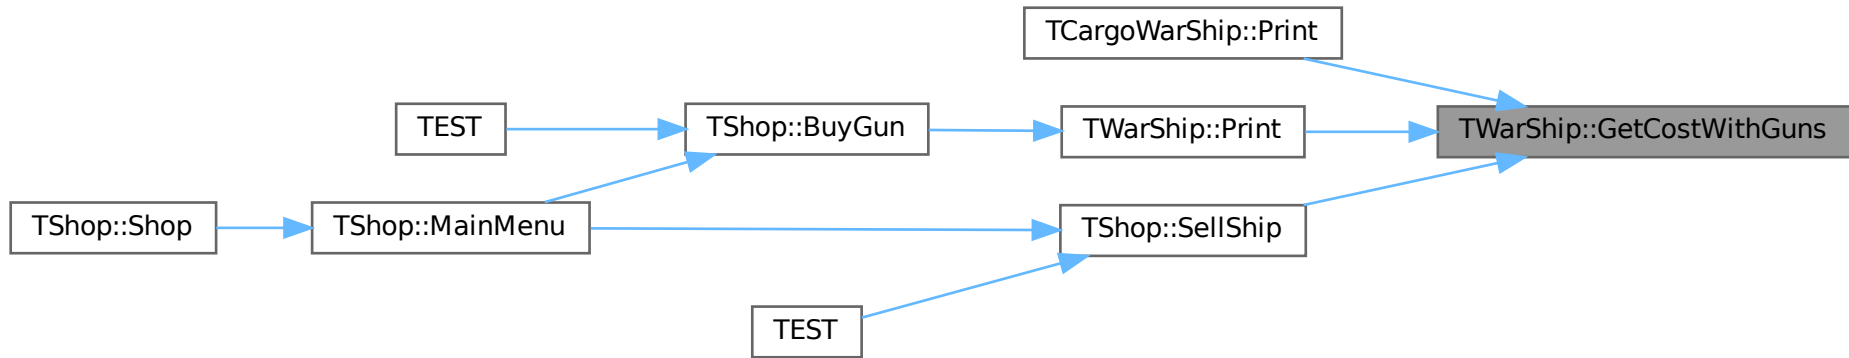 TCargoWarShip::Print
TEST
TShop::BuyGun
TWarShip::Print
TWarShip::GetCostWithGuns
TShop::Shop
TShop::MainMenu
TShop::SellShip
TEST